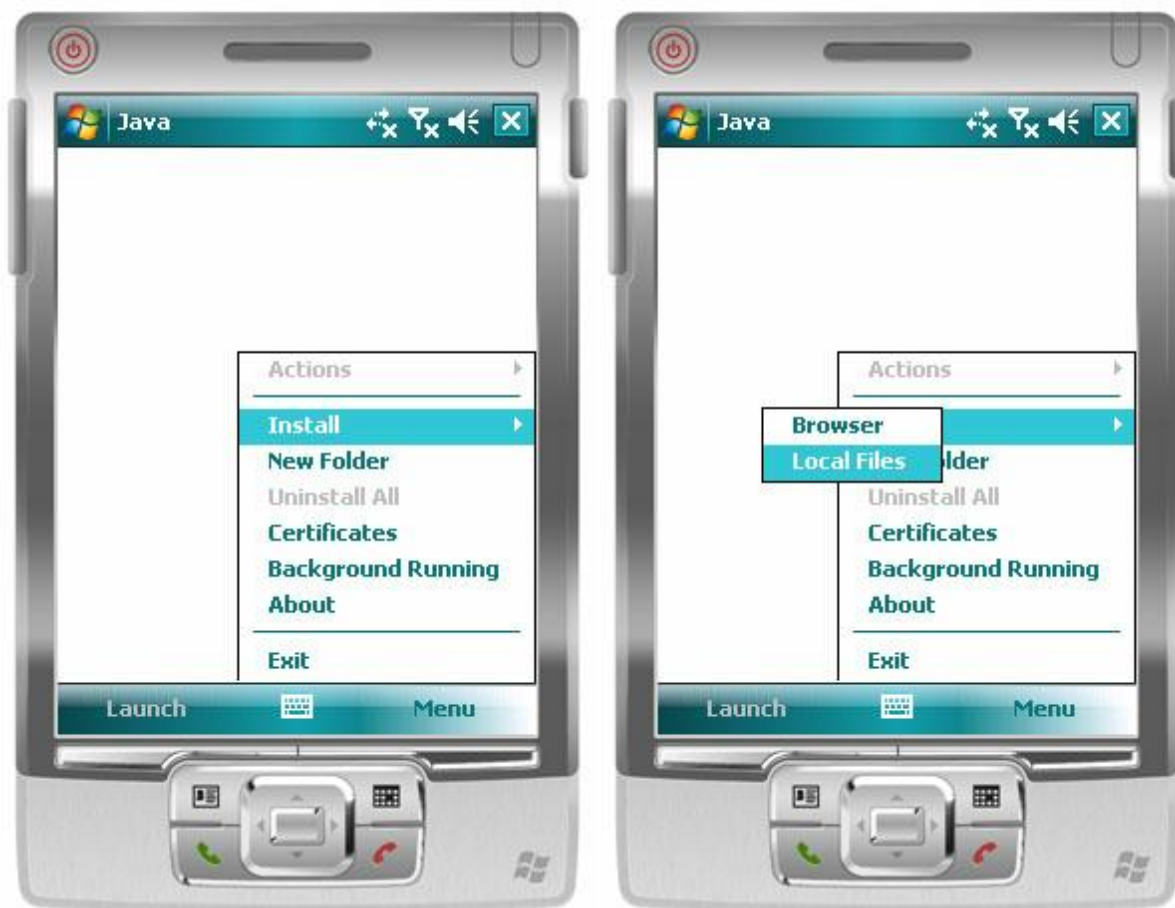 Java
Actions
Install
New Folder
Uninstall All
Certificates
Background Running
About
Exit
Launch
Menu
Java
Actions
Browser
Local Files
lder
Uninstall All
Certificates
Background Running
About
Exit
Launch
Menu